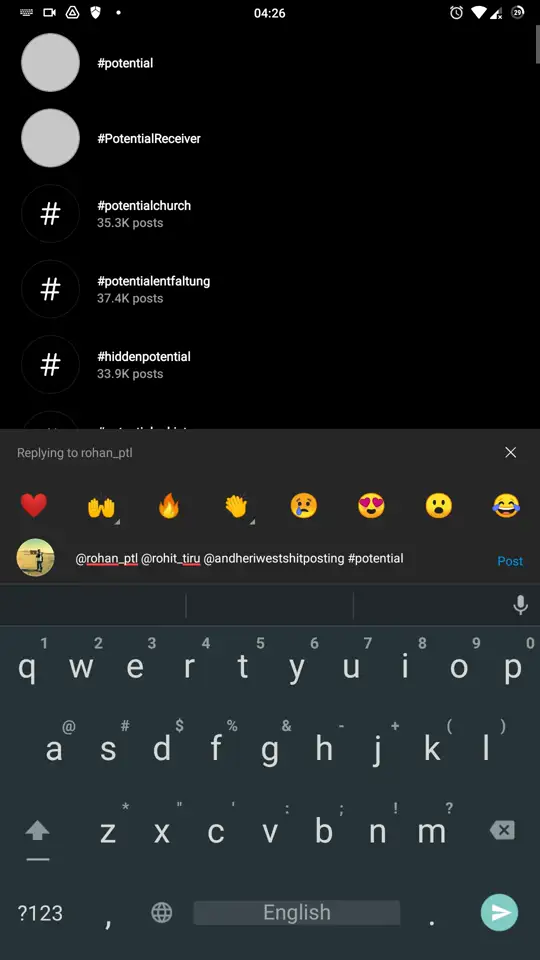 04:26
29
#potential
#PotentialReceiver
#
#potentialchurch
35.3K posts
#
#potentialentfaltung
37.4K posts
#
#hiddenpotential
33.9K posts
Replying to rohan_ptl
@rohan_ptl @rohit_tiru @andheriwestshitposting #potential
Post
1 2 3 4 5 6 7 8 9 0
q w e r t y u i o p
@ # $ % & - + ( )
a s d f g h j k l
* " ' : ; ! ?
z x c v b n m
?123 , English .